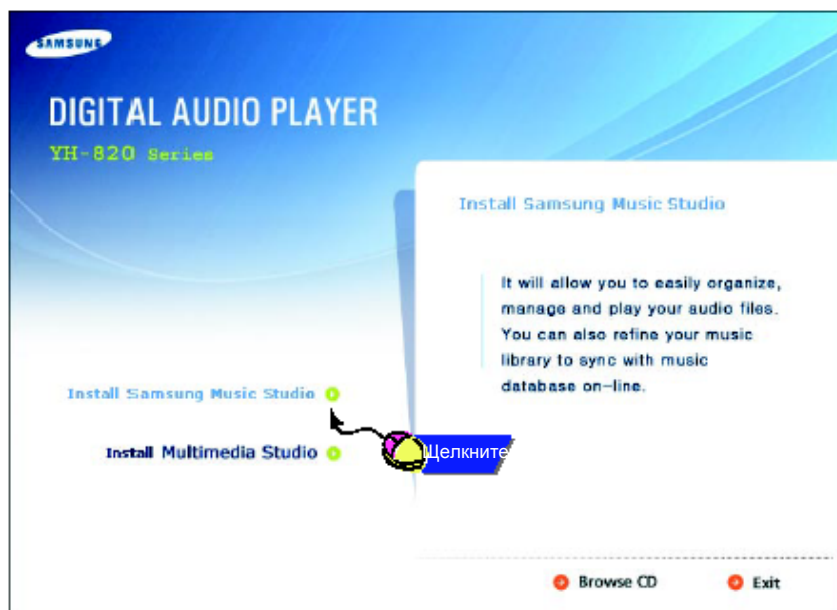 SAMSUNG
DIGITAL AUDIO PLAYER
YH-820 Series
Install Samsung Music Studio
It will allow you to easily organize,
manage and play your audio files.
You can also refine your music
library to sync with music
database on-line.
Install Samsung Music Studio
Install Multimedia Studio
Щелкните
Browse CD
Exit